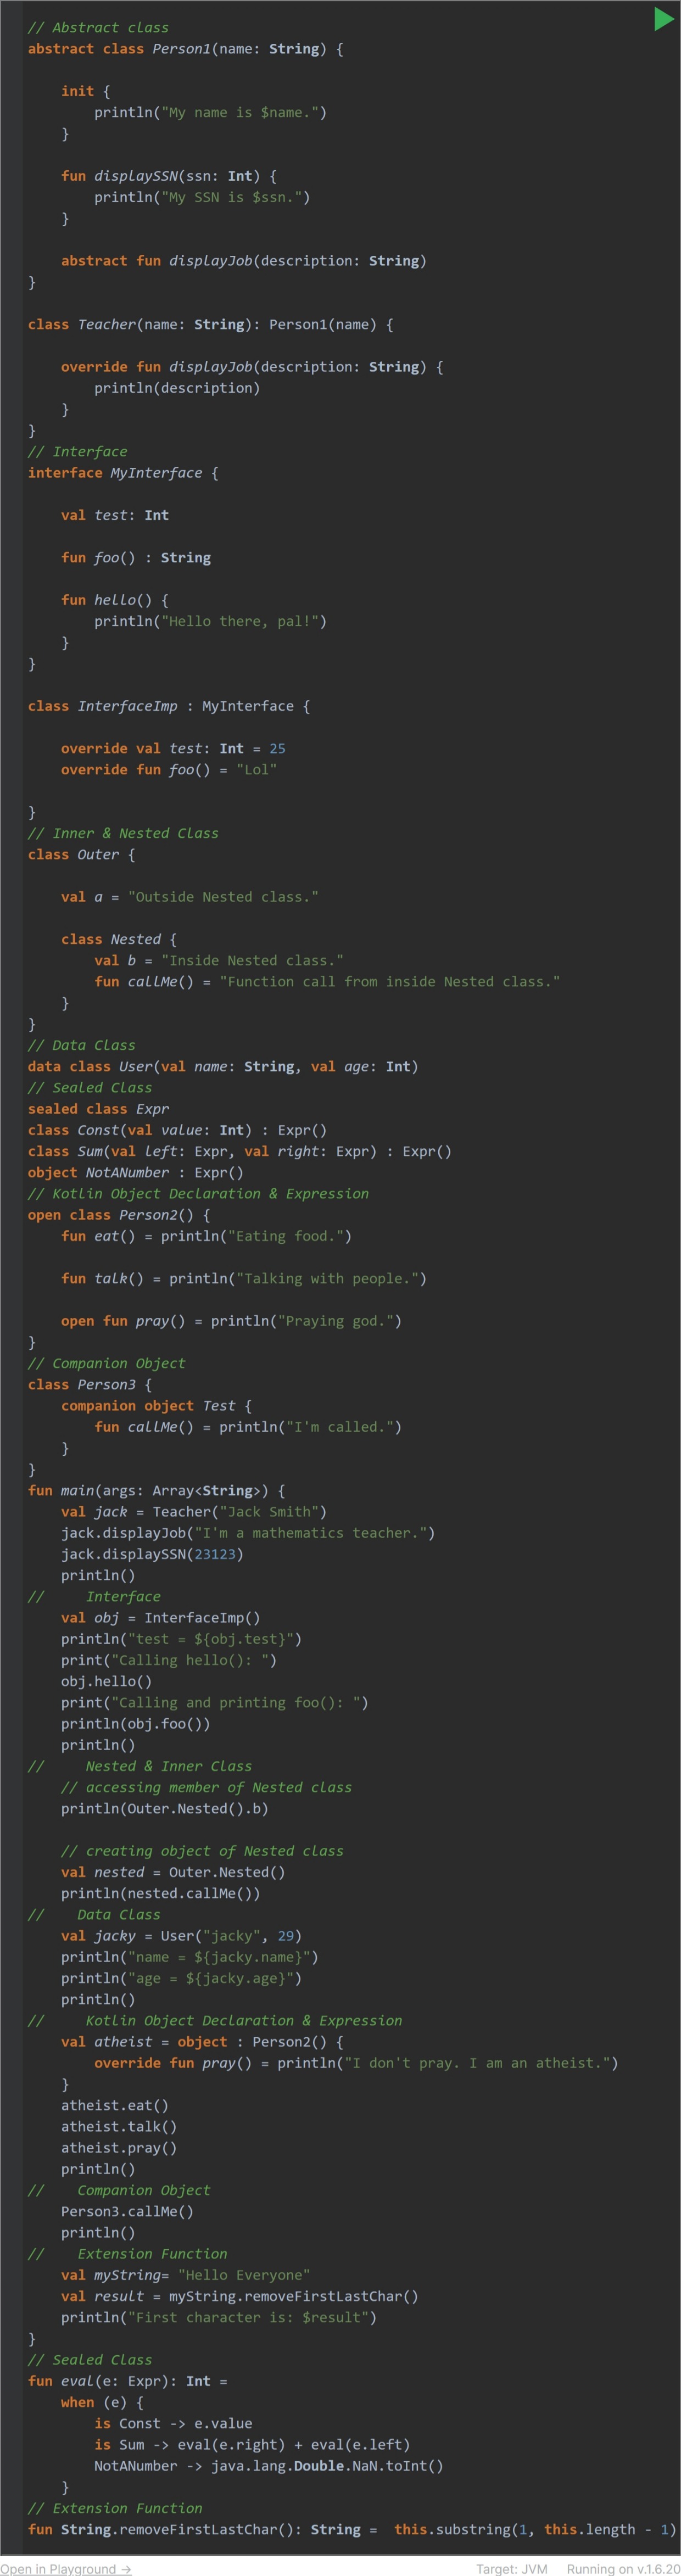 // Abstract class
abstract class Person1(name: String) {
    init {
        println("My name is $name.")
    }
    fun displaySSN(ssn: Int) {
        println("My SSN is $ssn.")
    }
    abstract fun displayJob(description: String)
}
class Teacher(name: String): Person1(name) {
    override fun displayJob(description: String) {
        println(description)
    }
}
// Interface
interface MyInterface {
    val test: Int
    fun foo() : String
    fun hello() {
        println("Hello there, pal!")
    }
}
class InterfaceImp : MyInterface {
    override val test: Int = 25
    override fun foo() = "Lol"
}
// Inner & Nested Class
class Outer {
    val a = "Outside Nested class."
    class Nested {
        val b = "Inside Nested class."
        fun callMe() = "Function call from inside Nested class."
    }
}
// Data Class
data class User(val name: String, val age: Int)
// Sealed Class
sealed class Expr
class Const(val value: Int) : Expr()
class Sum(val left: Expr, val right: Expr) : Expr()
object NotANumber : Expr()
// Kotlin Object Declaration & Expression
open class Person2() {
    fun eat() = println("Eating food.")
    fun talk() = println("Talking with people.")
    open fun pray() = println("Praying god.")
}
// Companion Object
class Person3 {
    companion object Test {
        fun callMe() = println("I'm called.")
    }
}
fun main(args: Array<String>) {
    val jack = Teacher("Jack Smith")
    jack.displayJob("I'm a mathematics teacher.")
    jack.displaySSN(23123)
    println()
//     Interface
    val obj = InterfaceImp()
    println("test = ${obj.test}")
    print("Calling hello(): ")
    obj.hello()
    print("Calling and printing foo(): ")
    println(obj.foo())
    println()
//     Nested & Inner Class
    // accessing member of Nested class
    println(Outer.Nested().b)
    // creating object of Nested class
    val nested = Outer.Nested()
    println(nested.callMe())
//    Data Class
    val jacky = User("jacky", 29)
    println("name = ${jacky.name}")
    println("age = ${jacky.age}")
    println()
//     Kotlin Object Declaration & Expression
    val atheist = object : Person2() {
        override fun pray() = println("I don't pray. I am an atheist.")
    }
    atheist.eat()
    atheist.talk()
    atheist.pray()
    println()
//    Companion Object
    Person3.callMe()
    println()
//    Extension Function
    val myString= "Hello Everyone"
    val result = myString.removeFirstLastChar()
    println("First character is: $result")
}
// Sealed Class
fun eval(e: Expr): Int =
    when (e) {
        is Const -> e.value
        is Sum -> eval(e.right) + eval(e.left)
        NotANumber -> java.lang.Double.NaN.toInt()
    }
// Extension Function
fun String.removeFirstLastChar(): String =  this.substring(1, this.length - 1)
Open in Playground → Target: JVM Running on v.1.6.20